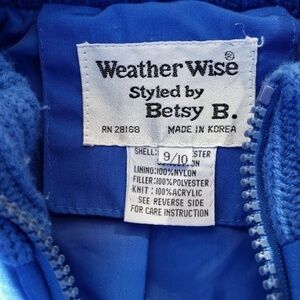 Weather Wise®
Styled by
Betsy B.
RN 28168 MADE IN KOREA
9/10
SHELL:
LINING:100%NYLON
FILLER:100%POLYESTER
KNIT: 100%ACRYLIC
SEE REVERSE SIDE
FOR CARE INSTRUCTION